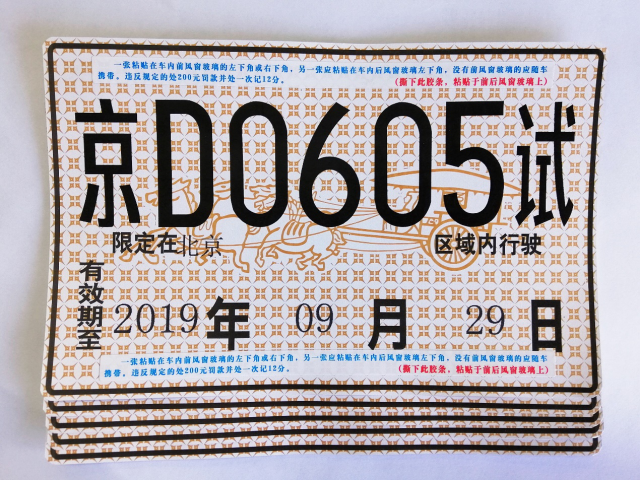 一张粘贴在车内前风窗玻璃的左下角或右下角，另一张应粘贴在车内后风窗玻璃左下角，没有前风窗玻璃的应随车
携带。违反规定的处200元罚款并处一次记12分。 （撕下此胶条，粘贴于前后风窗玻璃上）
京D0605试
限定在北京 区域内行驶
有效期至 2019 年 09 月 29 日
一张粘贴在车内前风窗玻璃的左下角或右下角，另一张应粘贴在车内后风窗玻璃左下角，没有前风窗玻璃的应随车
携带。违反规定的处200元罚款并处一次记12分。 （撕下此胶条，粘贴于前后风窗玻璃上）